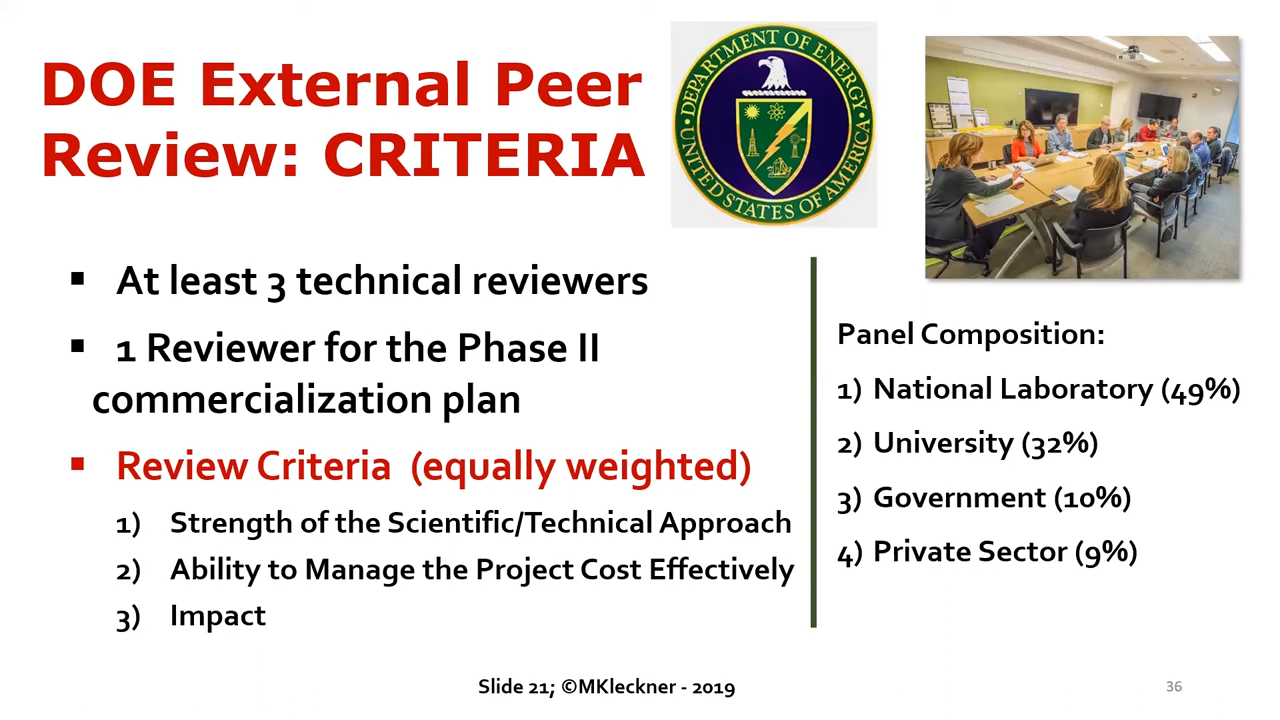 DOE External Peer
Review: CRITERIA
DEPARTMENT OF ENERGY
UNITED STATES OF AMERICA
▪ At least 3 technical reviewers
▪ 1 Reviewer for the Phase II
commercialization plan
▪ Review Criteria (equally weighted)
1) Strength of the Scientific/Technical Approach
2) Ability to Manage the Project Cost Effectively
3) Impact
Panel Composition:
1) National Laboratory (49%)
2) University (32%)
3) Government (10%)
4) Private Sector (9%)
Slide 21; ©MKleckner - 2019
36